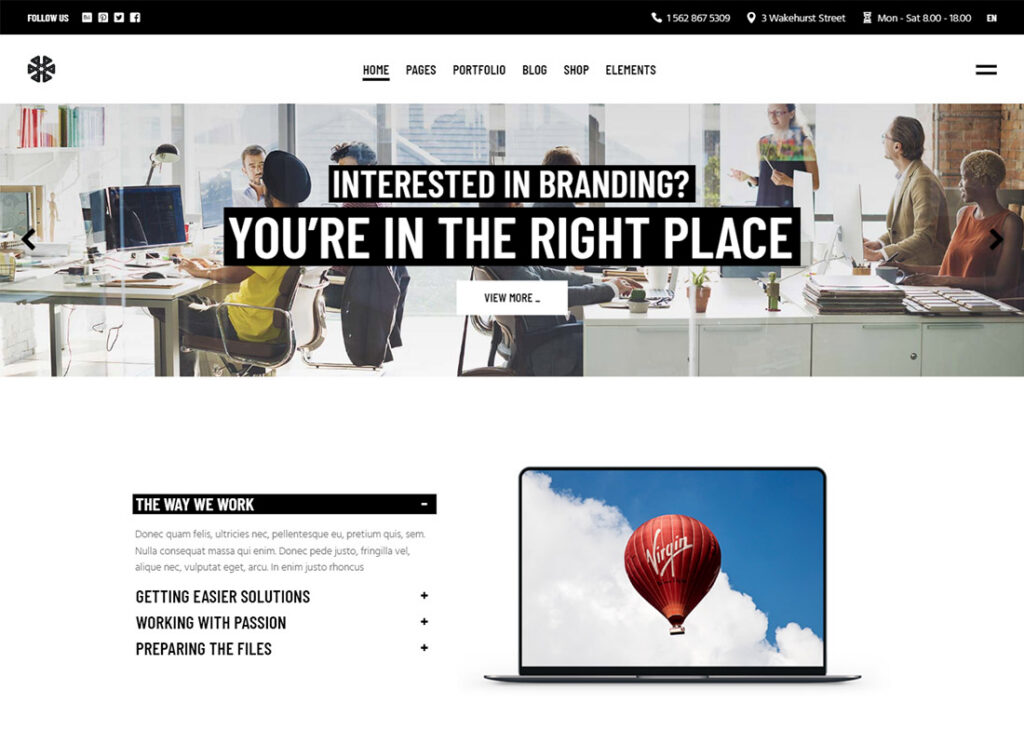 FOLLOW US
1 562 867 5309
3 Wakehurst Street
Mon - Sat 8.00 - 18.00
EN
HOME PAGES PORTFOLIO BLOG SHOP ELEMENTS
INTERESTED IN BRANDING?
YOU'RE IN THE RIGHT PLACE
VIEW MORE _
THE WAY WE WORK -
Donec quam felis, ultricies nec, pellentesque eu, pretium quis, sem.
Nulla consequat massa qui enim. Donec pede justo, fringilla vel,
alique nec, vulputat eget, arcu. In enim justo rhoncus
GETTING EASIER SOLUTIONS +
WORKING WITH PASSION +
PREPARING THE FILES +
Virgin